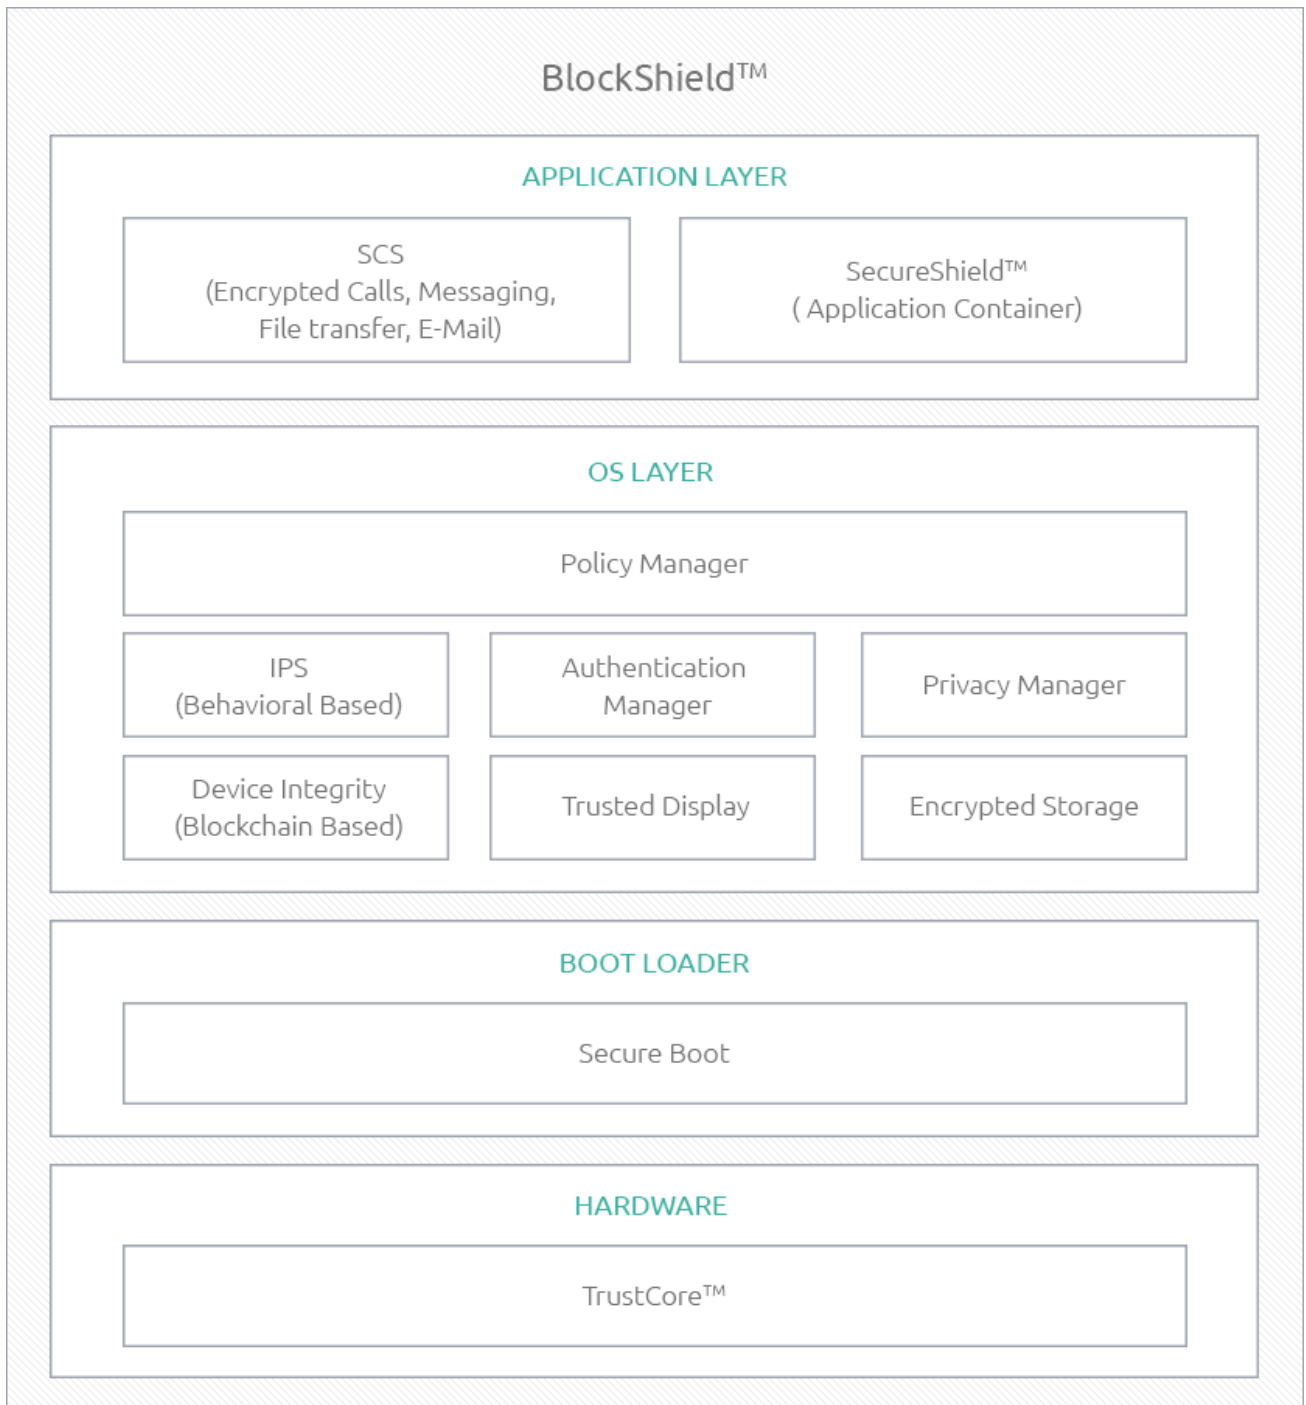 BlockShield™
APPLICATION LAYER
SCS
(Encrypted Calls, Messaging,
File transfer, E-Mail)
SecureShield™
( Application Container)
OS LAYER
Policy Manager
IPS
(Behavioral Based)
Authentication
Manager
Privacy Manager
Device Integrity
(Blockchain Based)
Trusted Display
Encrypted Storage
BOOT LOADER
Secure Boot
HARDWARE
TrustCore™